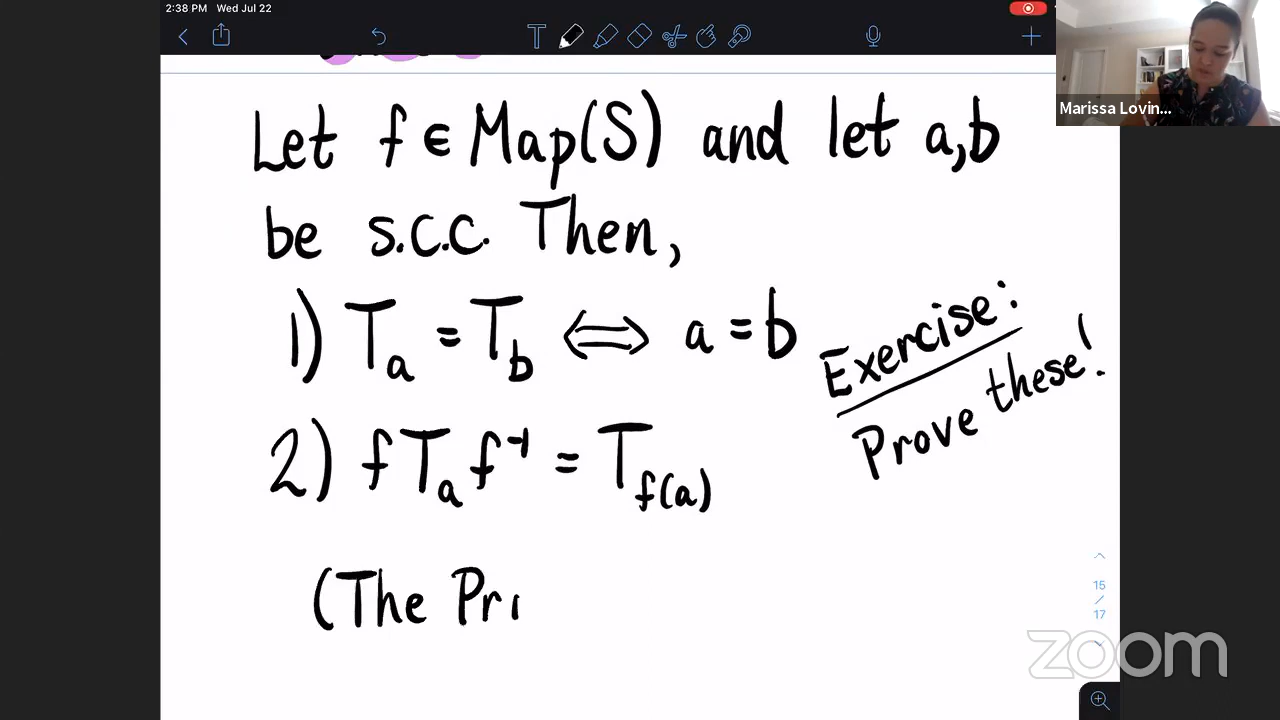 2:38 PM Wed Jul 22
Marissa Lovin...
Let f ∈ Map(S) and let a,b
be s.c.c. Then,
1) T_a = T_b ⟺ a = b
Exercise:
Prove these!
2) f T_a f⁻¹ = T_f(a)
(The Pri
15
/
17
zoom